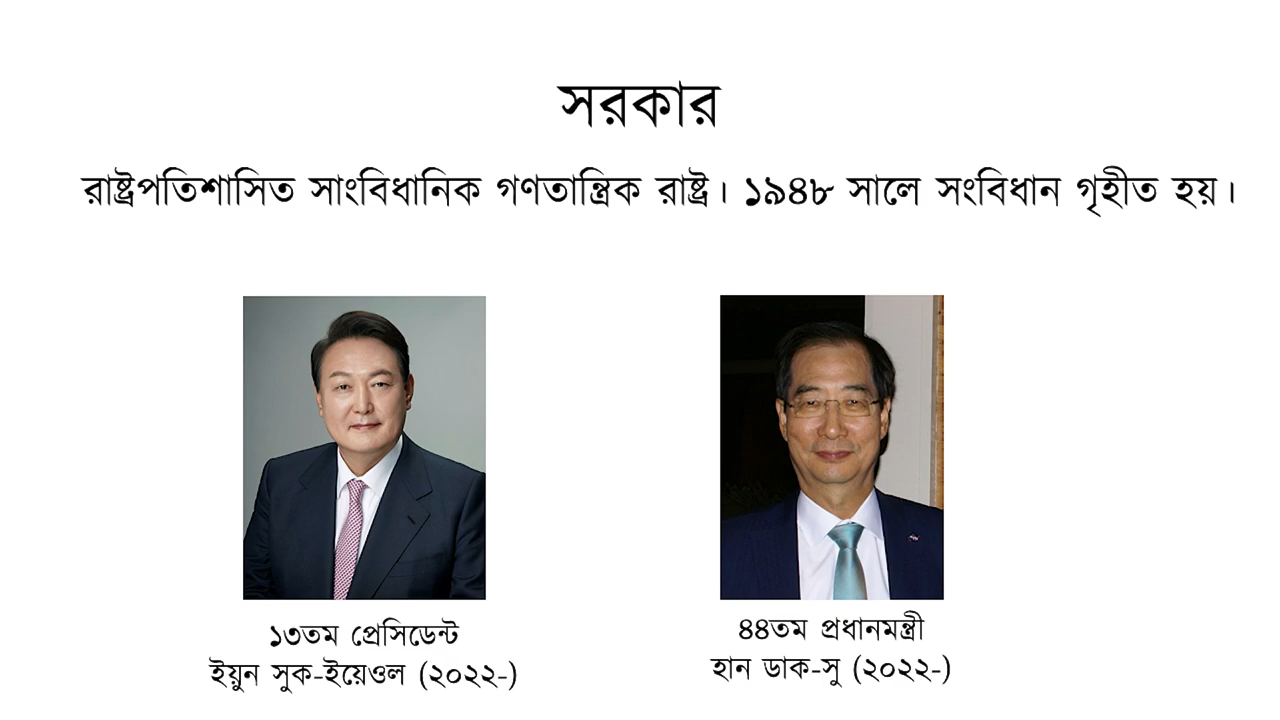 সরকার
রাষ্ট্রপতিশাসিত সাংবিধানিক গণতান্ত্রিক রাষ্ট্র। ১৯৪৮ সালে সংবিধান গৃহীত হয়।
১৩তম প্রেসিডেন্ট
ইয়ুন সুক-ইয়েওল (২০২২-)
৪৪তম প্রধানমন্ত্রী
হান ডাক-সু (২০২২-)